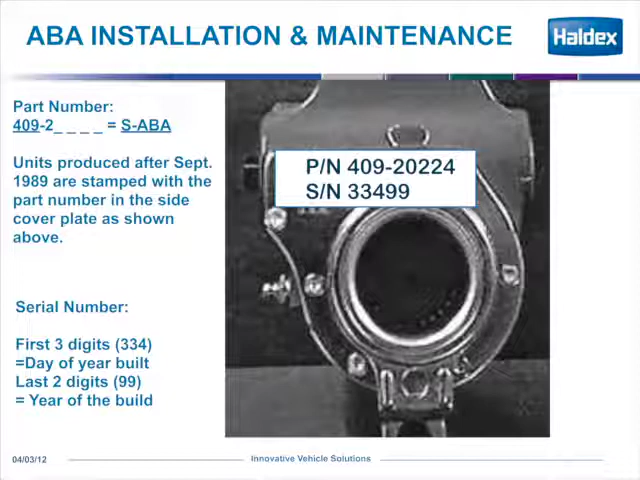 ABA INSTALLATION & MAINTENANCE
Haldex
Part Number:
409-2_ _ _ _ = S-ABA
Units produced after Sept.
1989 are stamped with the
part number in the side
cover plate as shown
above.
P/N 409-20224
S/N 33499
Serial Number:
First 3 digits (334)
=Day of year built
Last 2 digits (99)
= Year of the build
04/03/12
Innovative Vehicle Solutions